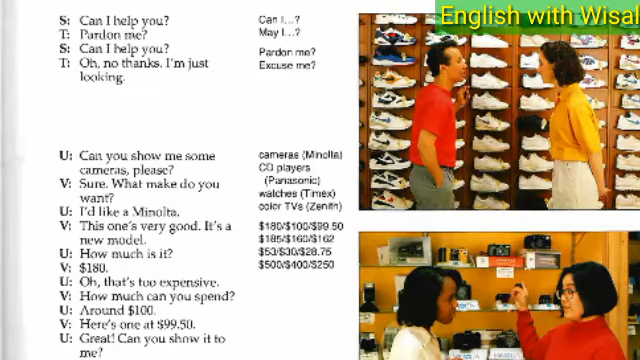 English with Wisal
S: Can I help you?
T: Pardon me?
S: Can I help you?
T: Oh, no thanks. I'm just
looking.
Can I...?
May I...?
Pardon me?
Excuse me?
U: Can you show me some
cameras, please?
V: Sure. What make do you
want?
U: I'd like a Minolta.
V: This one's very good. It's a
new model.
U: How much is it?
V: $180.
U: Oh, that's too expensive.
V: How much can you spend?
U: Around $100.
V: Here's one at $99.50.
U: Great! Can you show it to
me?
cameras (Minolta)
CD players
(Panasonic)
watches (Timex)
color TVs (Zenith)
$180/$100/$99.50
$185/$160/$162
$53/$30/$28.75
$500/$400/$250